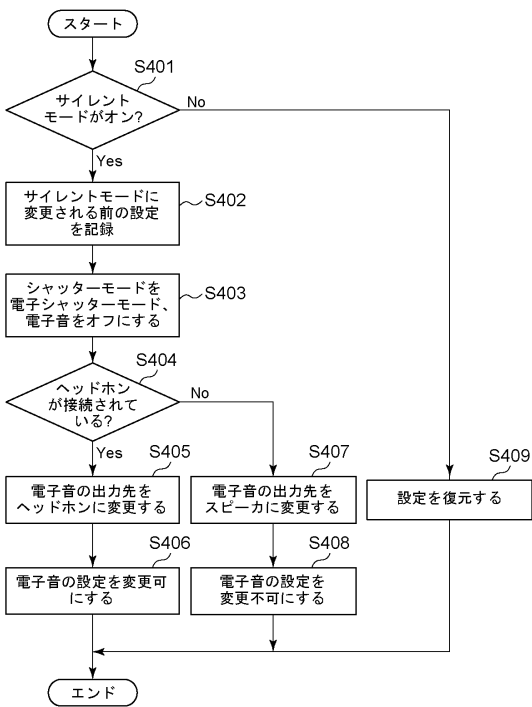 スタート
S401
サイレント
モードがオン?
No
Yes
サイレントモードに
変更される前の設定
を記録
S402
シャッターモードを
電子シャッターモード、
電子音をオフにする
S403
S404
ヘッドホン
が接続されて
いる?
No
Yes
S405
電子音の出力先を
ヘッドホンに変更する
S407
電子音の出力先を
スピーカに変更する
S409
設定を復元する
S406
電子音の設定を変更可
にする
S408
電子音の設定を
変更不可にする
エンド